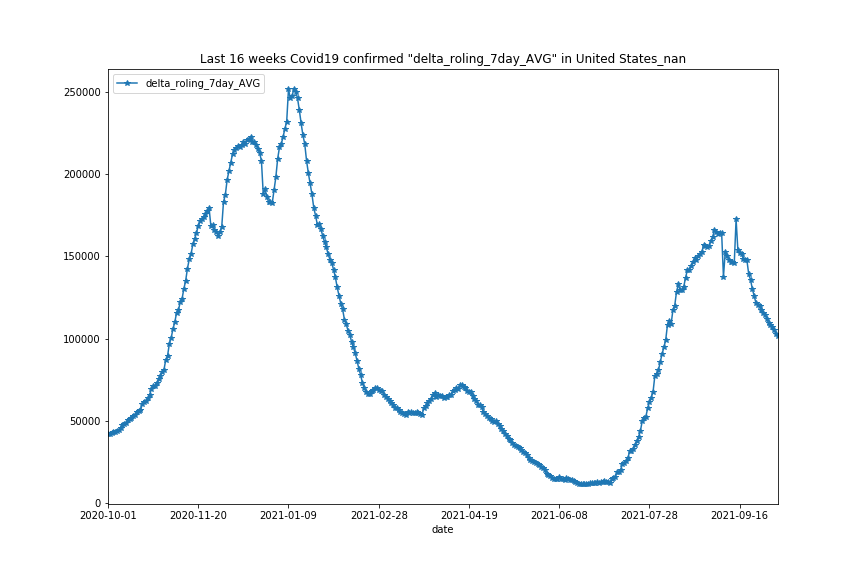 Last 16 weeks Covid19 confirmed "delta_roling_7day_AVG" in United States_nan
delta_roling_7day_AVG
250000
200000
150000
100000
50000
0
2020-10-01 2020-11-20 2021-01-09 2021-02-28 2021-04-19 2021-06-08 2021-07-28 2021-09-16
date